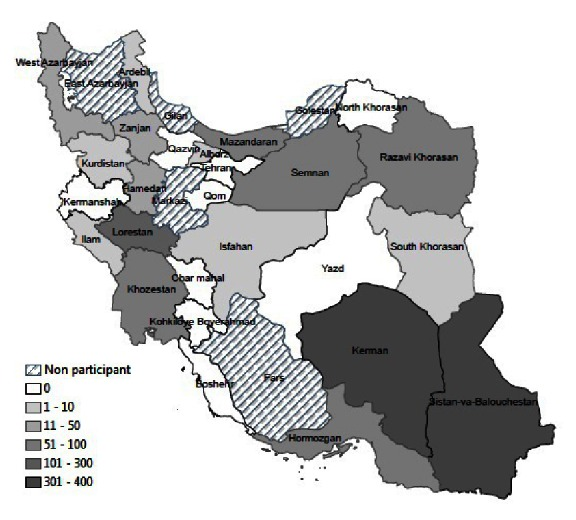 West Azarbayjan
East Azarbayjan
Ardebil
Gilan
Golestan
North Khorasan
Zanjan
Qazvin
Alborz
Mazandaran
Tehran
Razavi Khorasan
Kurdistan
Semnan
Hamedan
Markazi
Qom
Kermanshah
Lorestan
Ilam
Isfahan
South Khorasan
Yazd
Char mahal
Khozestan
Kohkiloye Boyerahmad
Kerman
Boshehr
Fars
Sistan-va-Balouchestan
Hormozgan
Non participant
0
1 - 10
11 - 50
51 - 100
101 - 300
301 - 400